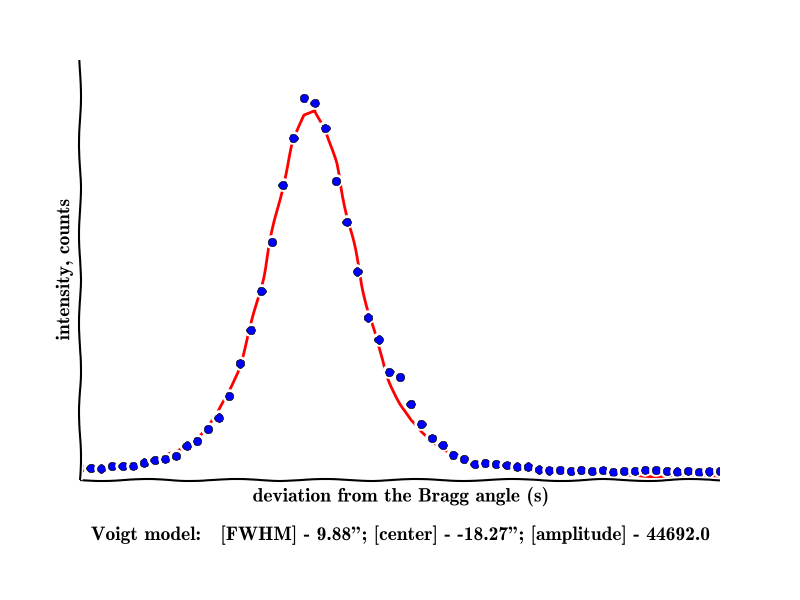 intensity, counts
deviation from the Bragg angle (s)
Voigt model: [FWHM] - 9.88”; [center] - -18.27”; [amplitude] - 44692.0